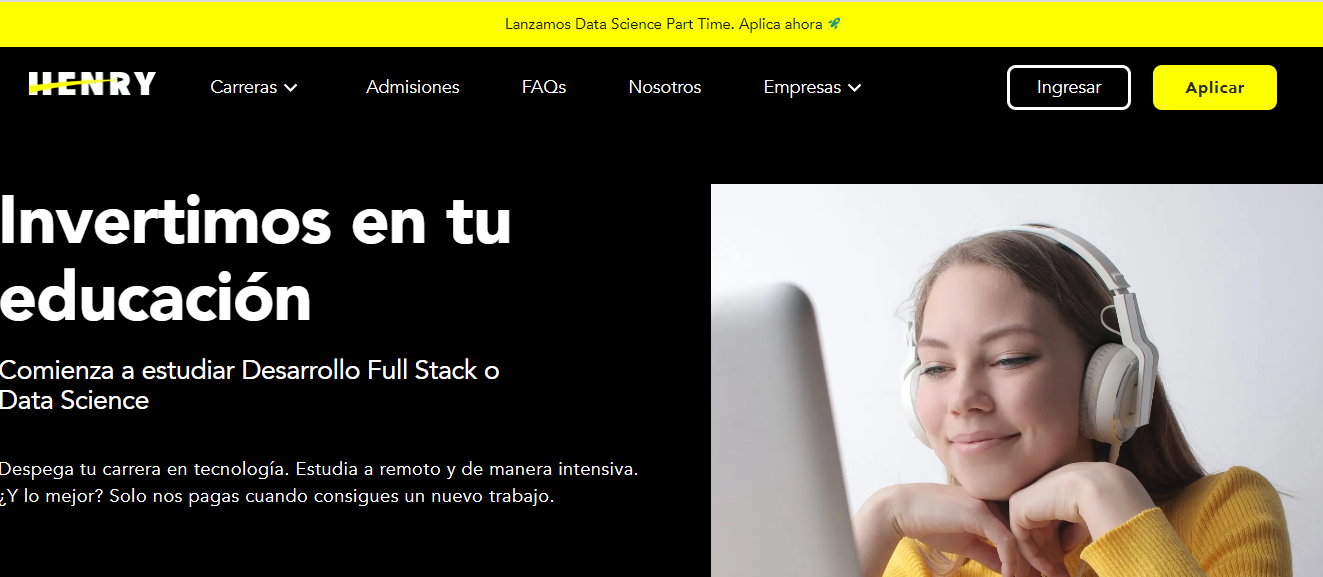 Lanzamos Data Science Part Time. Aplica ahora 🚀
HENRY
Carreras
Admisiones
FAQs
Nosotros
Empresas
Ingresar
Aplicar
Invertimos en tu
educación
Comienza a estudiar Desarrollo Full Stack o
Data Science
Despega tu carrera en tecnología. Estudia a remoto y de manera intensiva.
¿Y lo mejor? Solo nos pagas cuando consigues un nuevo trabajo.